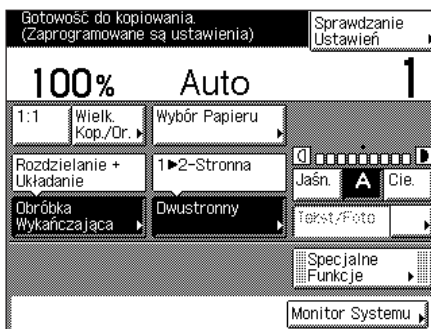 Gotowość do kopiowania.
(Zaprogramowane są ustawienia)
Sprawdzanie
Ustawień
100%
Auto
1
1:1
Wielk.
Kop./Or.
Wybór Papieru
Rozdzielanie +
Układanie
1►2-Stronna
Jaśn.
A
Cie.
Obróbka
Wykańczająca
Dwustronny
Tekst/Foto
Specjalne
Funkcje
Monitor Systemu